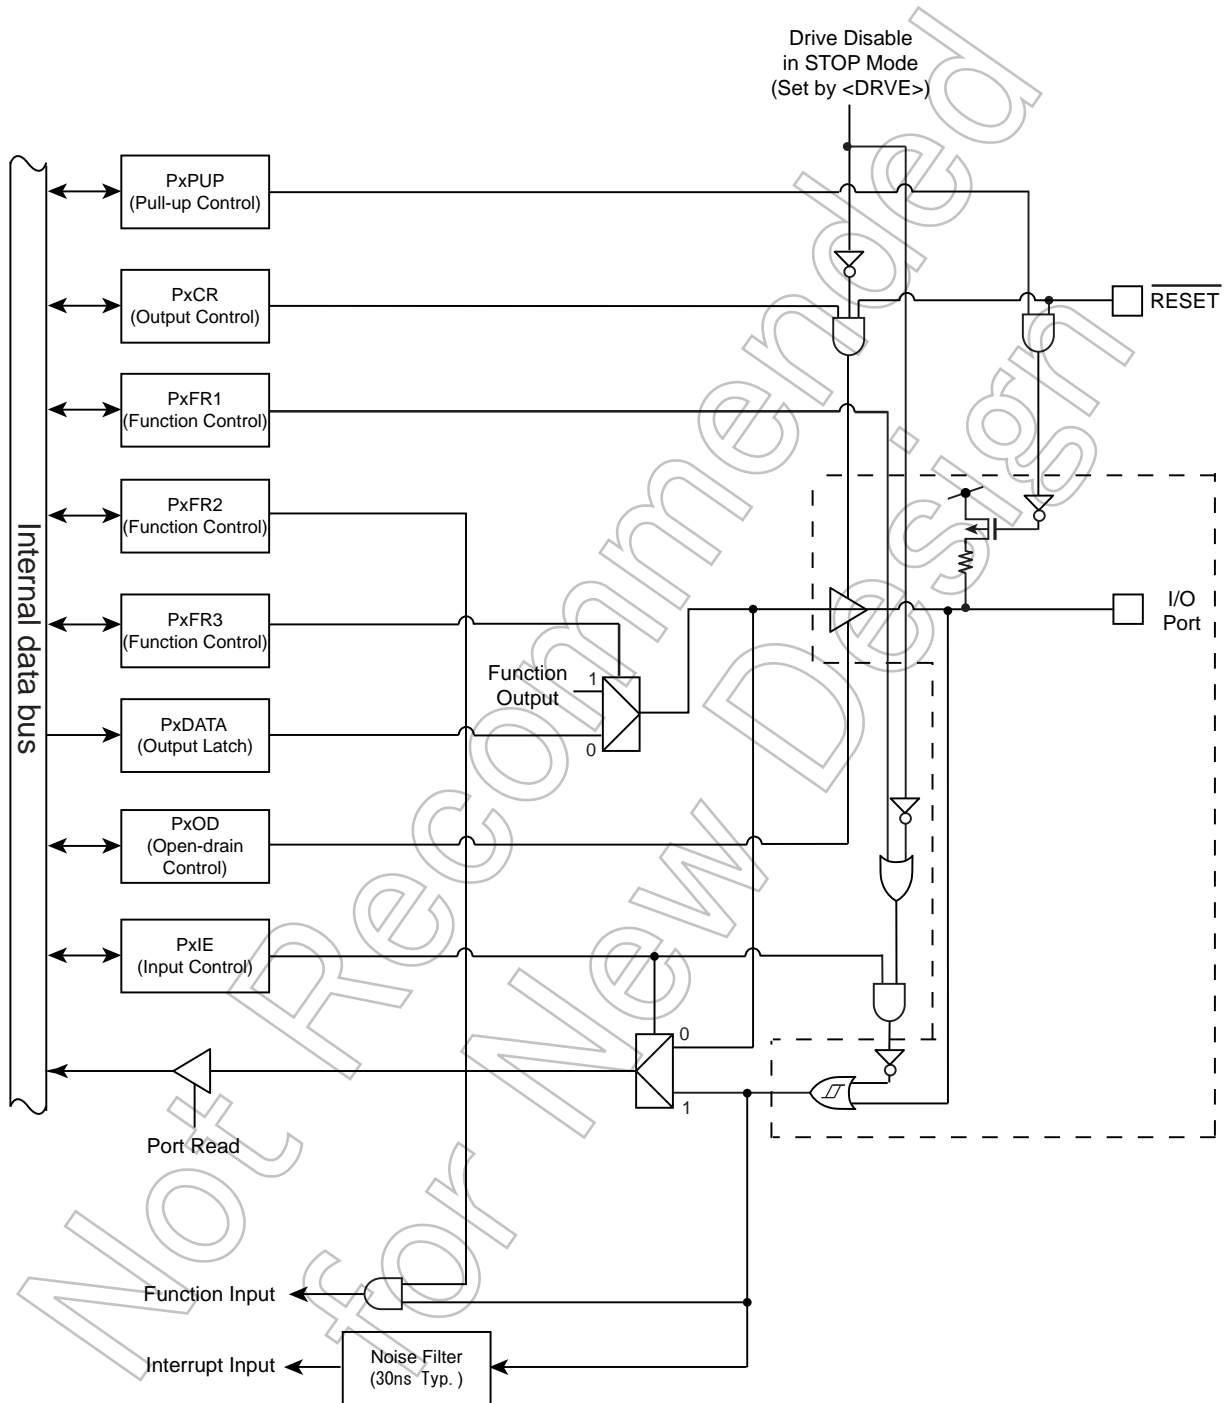 Drive Disable
in STOP Mode
(Set by <DRVE>)
PxPUP
(Pull-up Control)
PxCR
(Output Control)
RESET
PxFR1
(Function Control)
PxFR2
(Function Control)
Internal data bus
PxFR3
(Function Control)
I/O
Port
Function
Output
1
0
PxDATA
(Output Latch)
PxOD
(Open-drain
Control)
PxIE
(Input Control)
0
1
Port Read
Function Input
Interrupt Input
Noise Filter
(30ns Typ.)
Not Recommended
for New Design